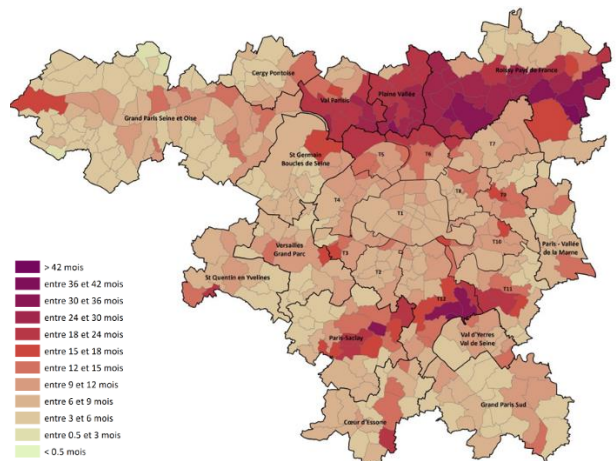 Cergy Pontoise
Roissy Pays de France
Plaine Vallée
Val Parisis
Grand Paris Seine et Oise
T5
T6
T7
St Germain
Boucles de Seine
T8
T9
T4
T1
Versailles
Grand Parc
T3
T10
Paris - Vallée
de la Marne
T2
St Quentin en Yvelines
T12
T11
Paris-Saclay
Val d'Yerres
Val de Seine
Grand Paris Sud
Cœur d'Essonne
> 42 mois
entre 36 et 42 mois
entre 30 et 36 mois
entre 24 et 30 mois
entre 18 et 24 mois
entre 15 et 18 mois
entre 12 et 15 mois
entre 9 et 12 mois
entre 6 et 9 mois
entre 3 et 6 mois
entre 0.5 et 3 mois
< 0.5 mois